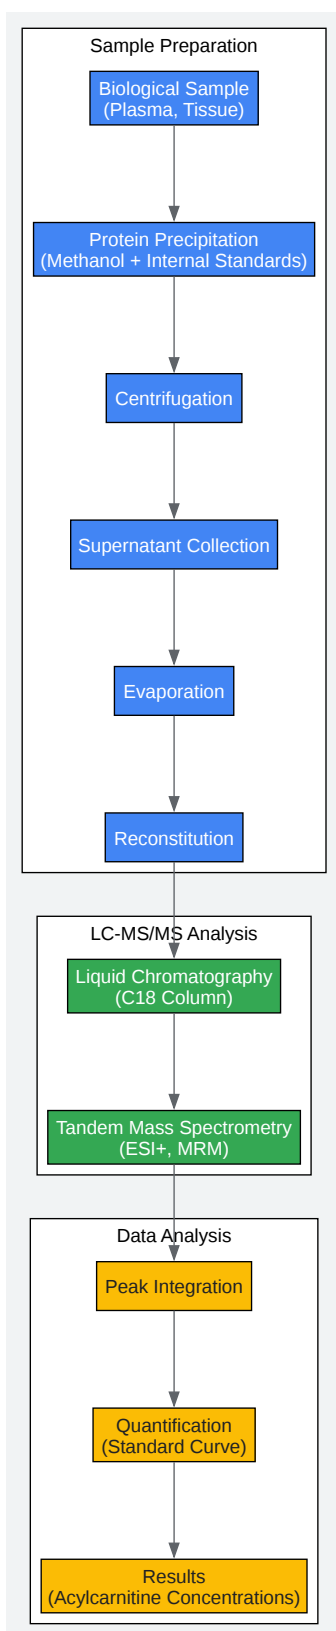 Sample Preparation
Biological Sample
(Plasma, Tissue)
Protein Precipitation
(Methanol + Internal Standards)
Centrifugation
Supernatant Collection
Evaporation
Reconstitution
LC-MS/MS Analysis
Liquid Chromatography
(C18 Column)
Tandem Mass Spectrometry
(ESI+, MRM)
Data Analysis
Peak Integration
Quantification
(Standard Curve)
Results
(Acylcarnitine Concentrations)